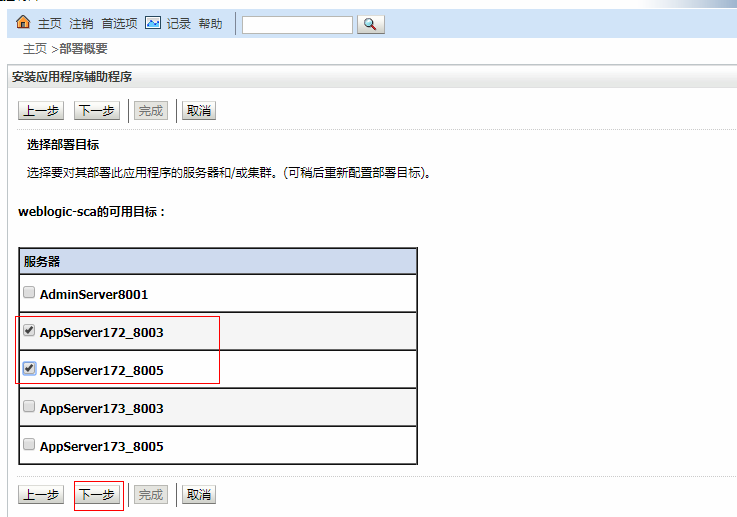 主页 注销 首选项 记录 帮助
主页 >部署概要
安装应用程序辅助程序
上一步 下一步 完成 取消
选择部署目标
选择要对其部署此应用程序的服务器和/或集群。(可稍后重新配置部署目标)。
weblogic-sca的可用目标：
服务器
AdminServer8001
AppServer172_8003
AppServer172_8005
AppServer173_8003
AppServer173_8005
上一步 下一步 完成 取消